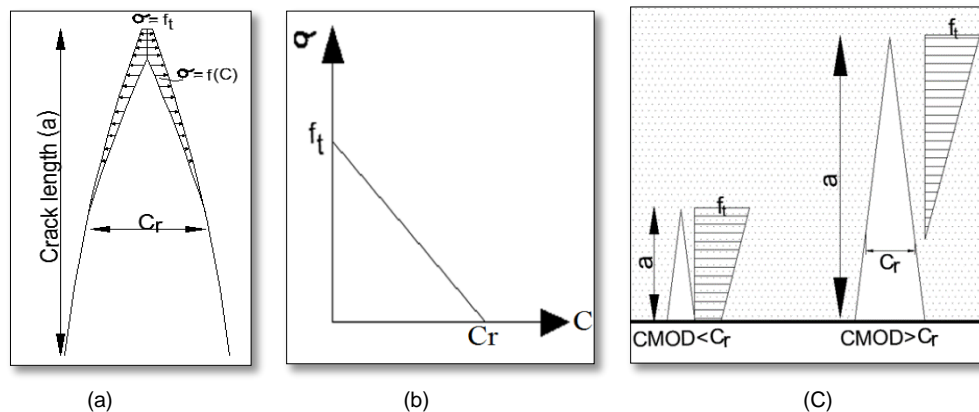 σ= fₜ
σ= f(C)
Crack length (a)
Cr
(a)
σ
fₜ
Cr
C
(b)
fₜ
a
CMOD<Cr
fₜ
a
Cr
CMOD>Cr
(C)